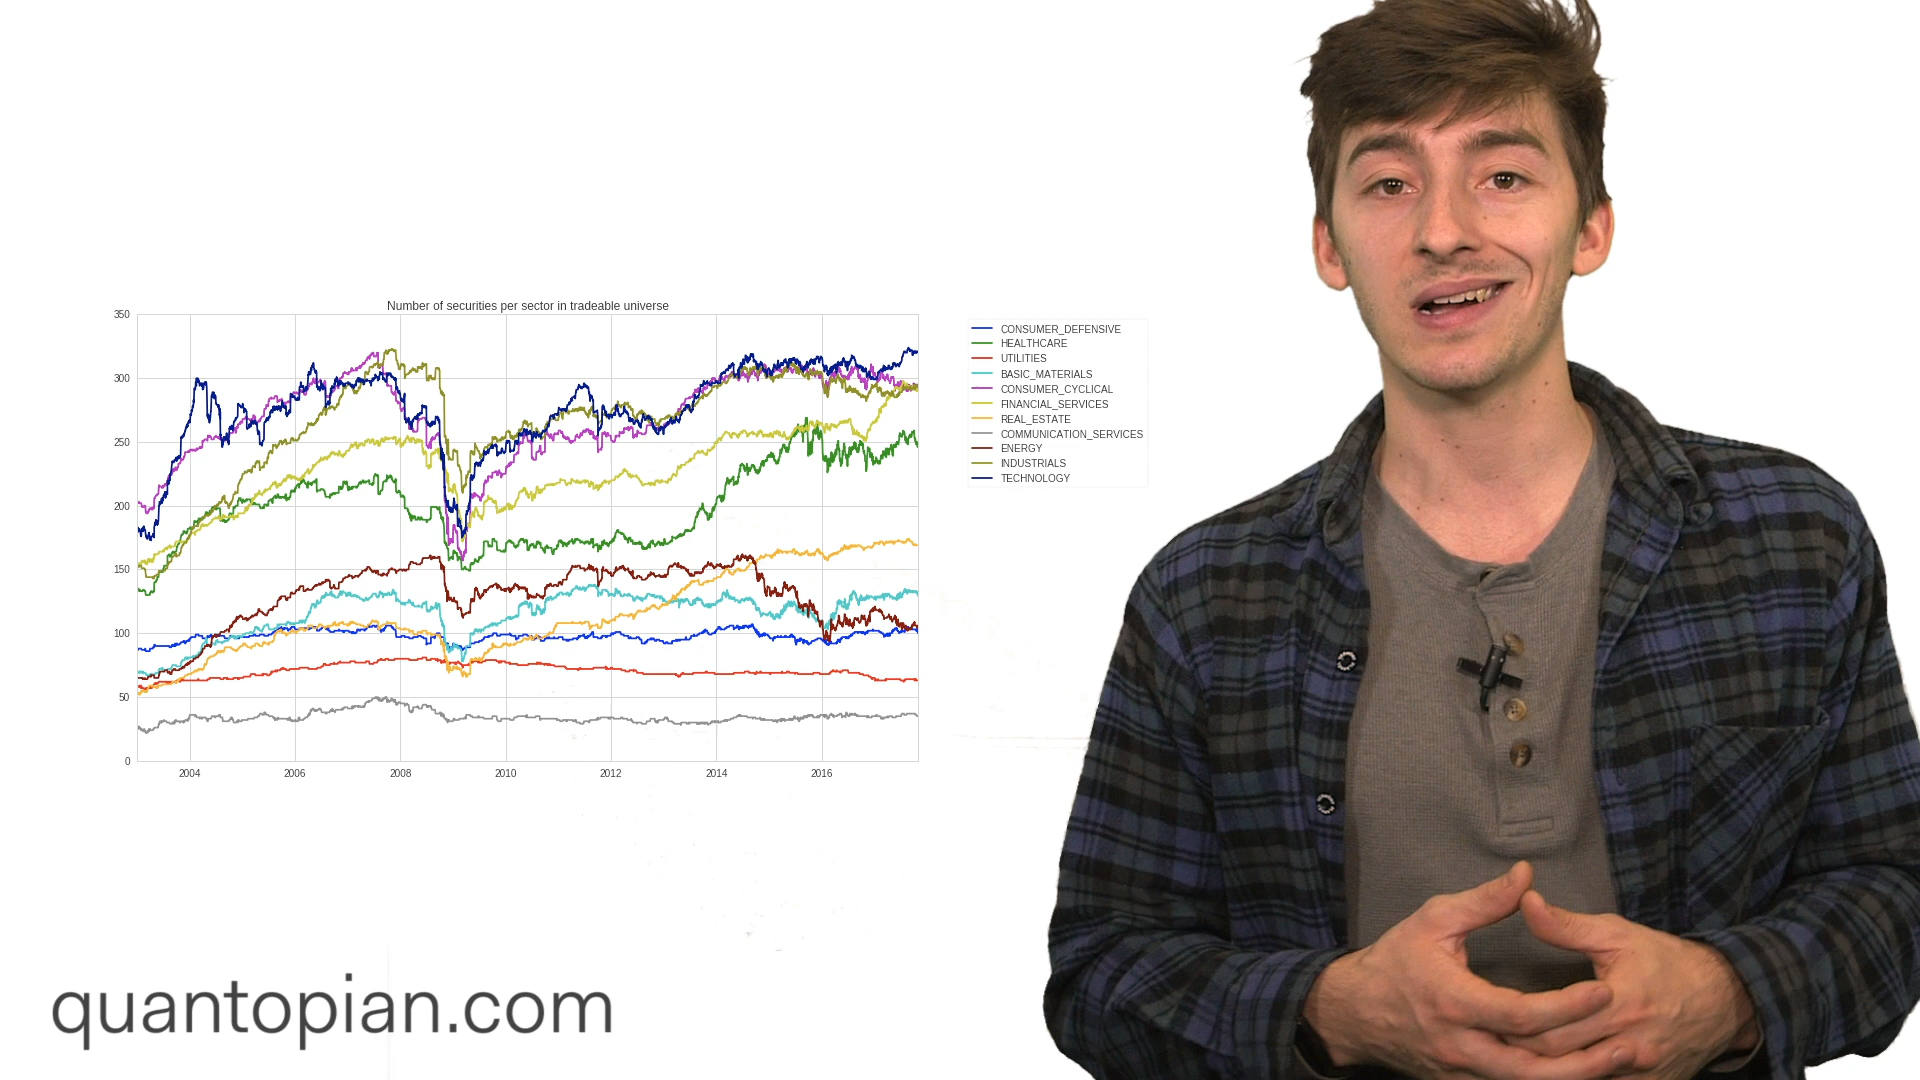 Number of securities per sector in tradeable universe
350
300
250
200
150
100
50
0
2004 2006 2008 2010 2012 2014 2016
CONSUMER_DEFENSIVE
HEALTHCARE
UTILITIES
BASIC_MATERIALS
CONSUMER_CYCLICAL
FINANCIAL_SERVICES
REAL_ESTATE
COMMUNICATION_SERVICES
ENERGY
INDUSTRIALS
TECHNOLOGY
quantopian.com